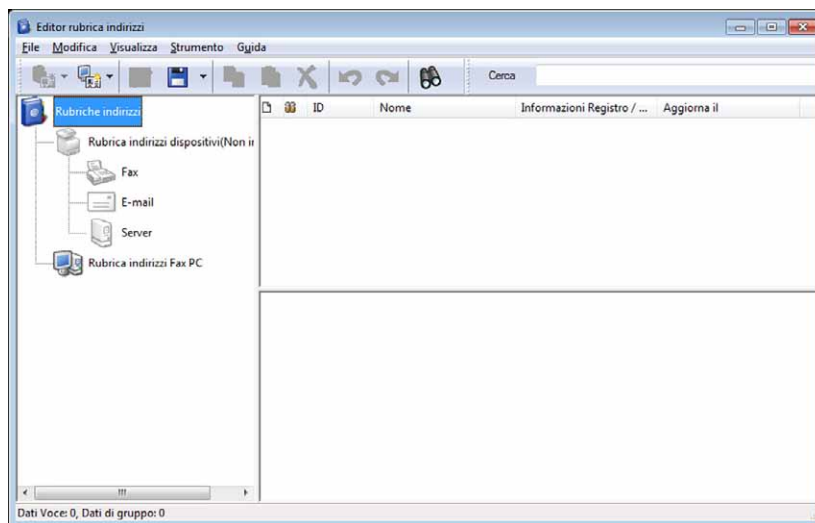 Editor rubrica indirizzi
File Modifica Visualizza Strumento Guida
Cerca
Rubriche indirizzi
ID Nome Informazioni Registro / ... Aggiorna il
Rubrica indirizzi dispositivi(Non in
Fax
E-mail
Server
Rubrica indirizzi Fax PC
Dati Voce: 0, Dati di gruppo: 0